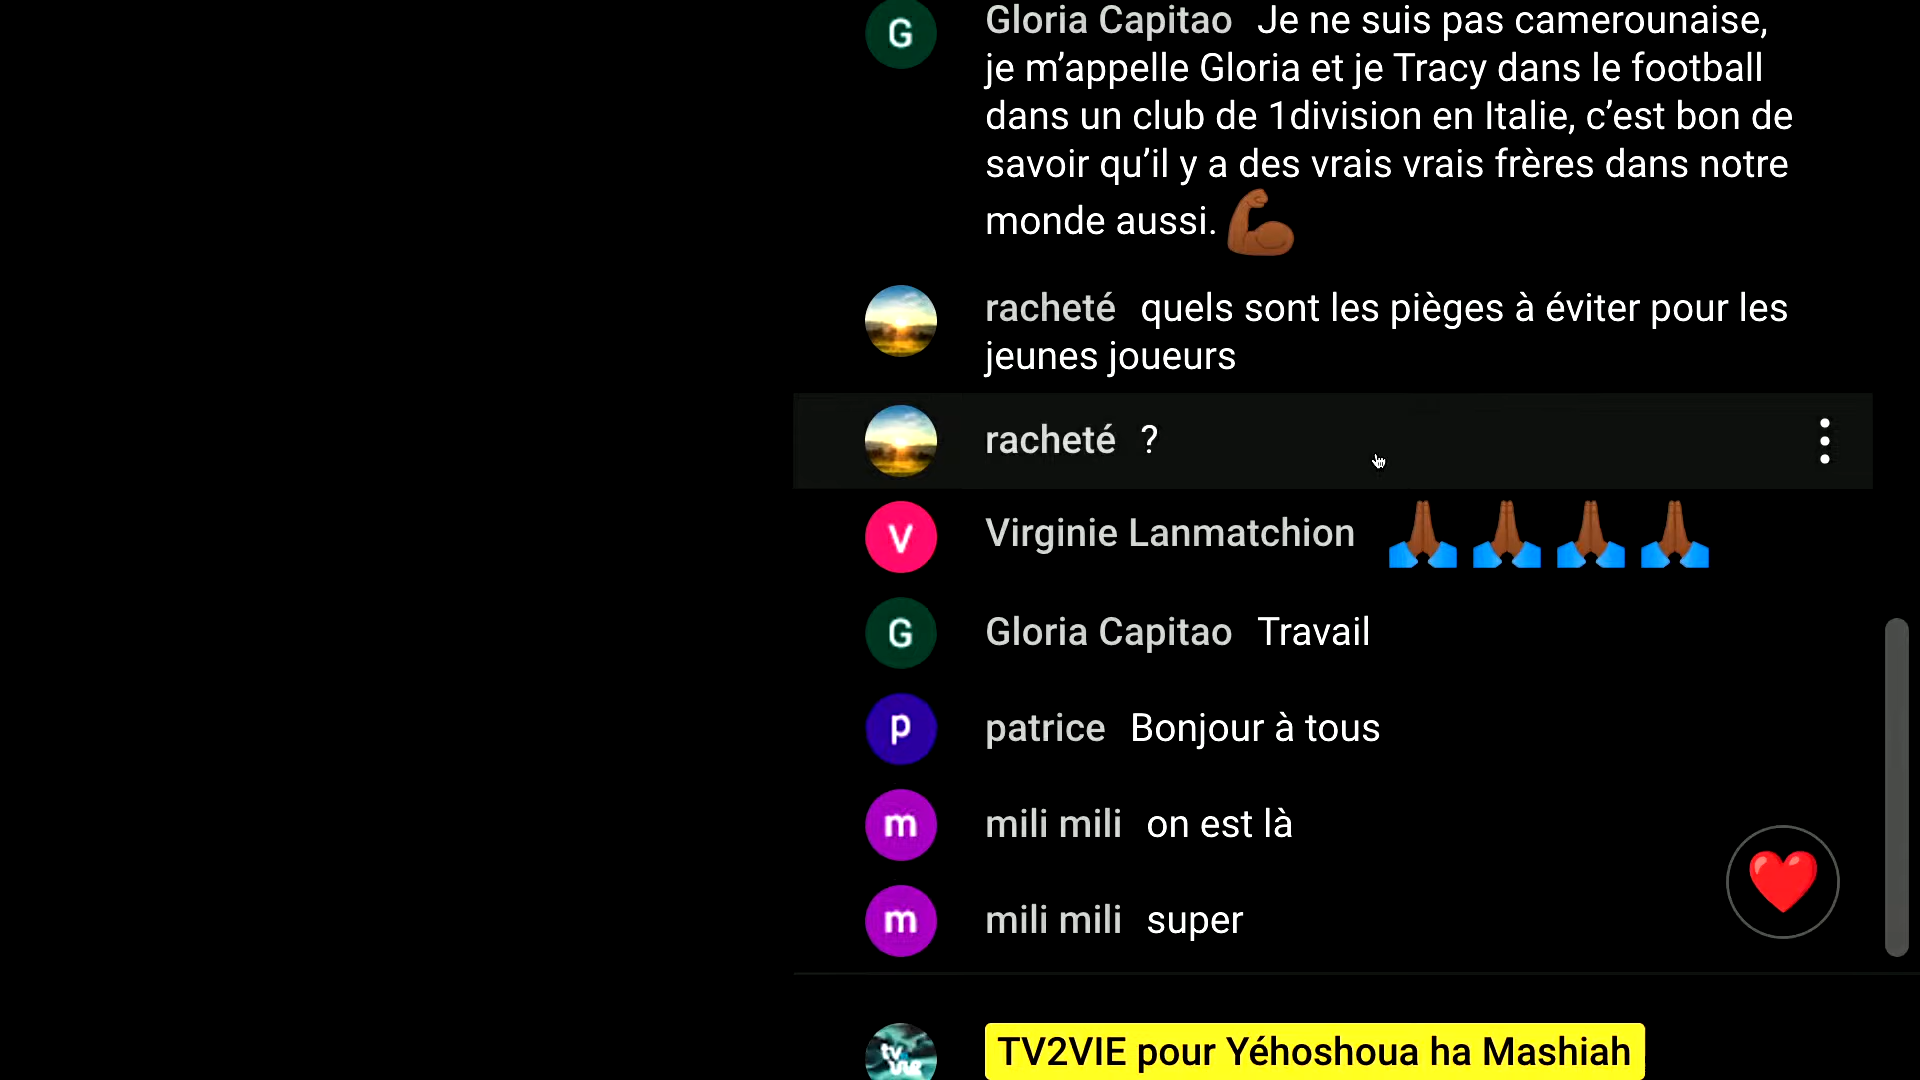 G
Gloria Capitao Je ne suis pas camerounaise,
je m’appelle Gloria et je Tracy dans le football
dans un club de 1division en Italie, c’est bon de
savoir qu’il y a des vrais vrais frères dans notre
monde aussi.
racheté quels sont les pièges à éviter pour les
jeunes joueurs
racheté ?
V
Virginie Lanmatchion
G
Gloria Capitao Travail
p
patrice Bonjour à tous
m
mili mili on est là
m
mili mili super
tv2vie
TV2VIE pour Yéhoshoua ha Mashiah